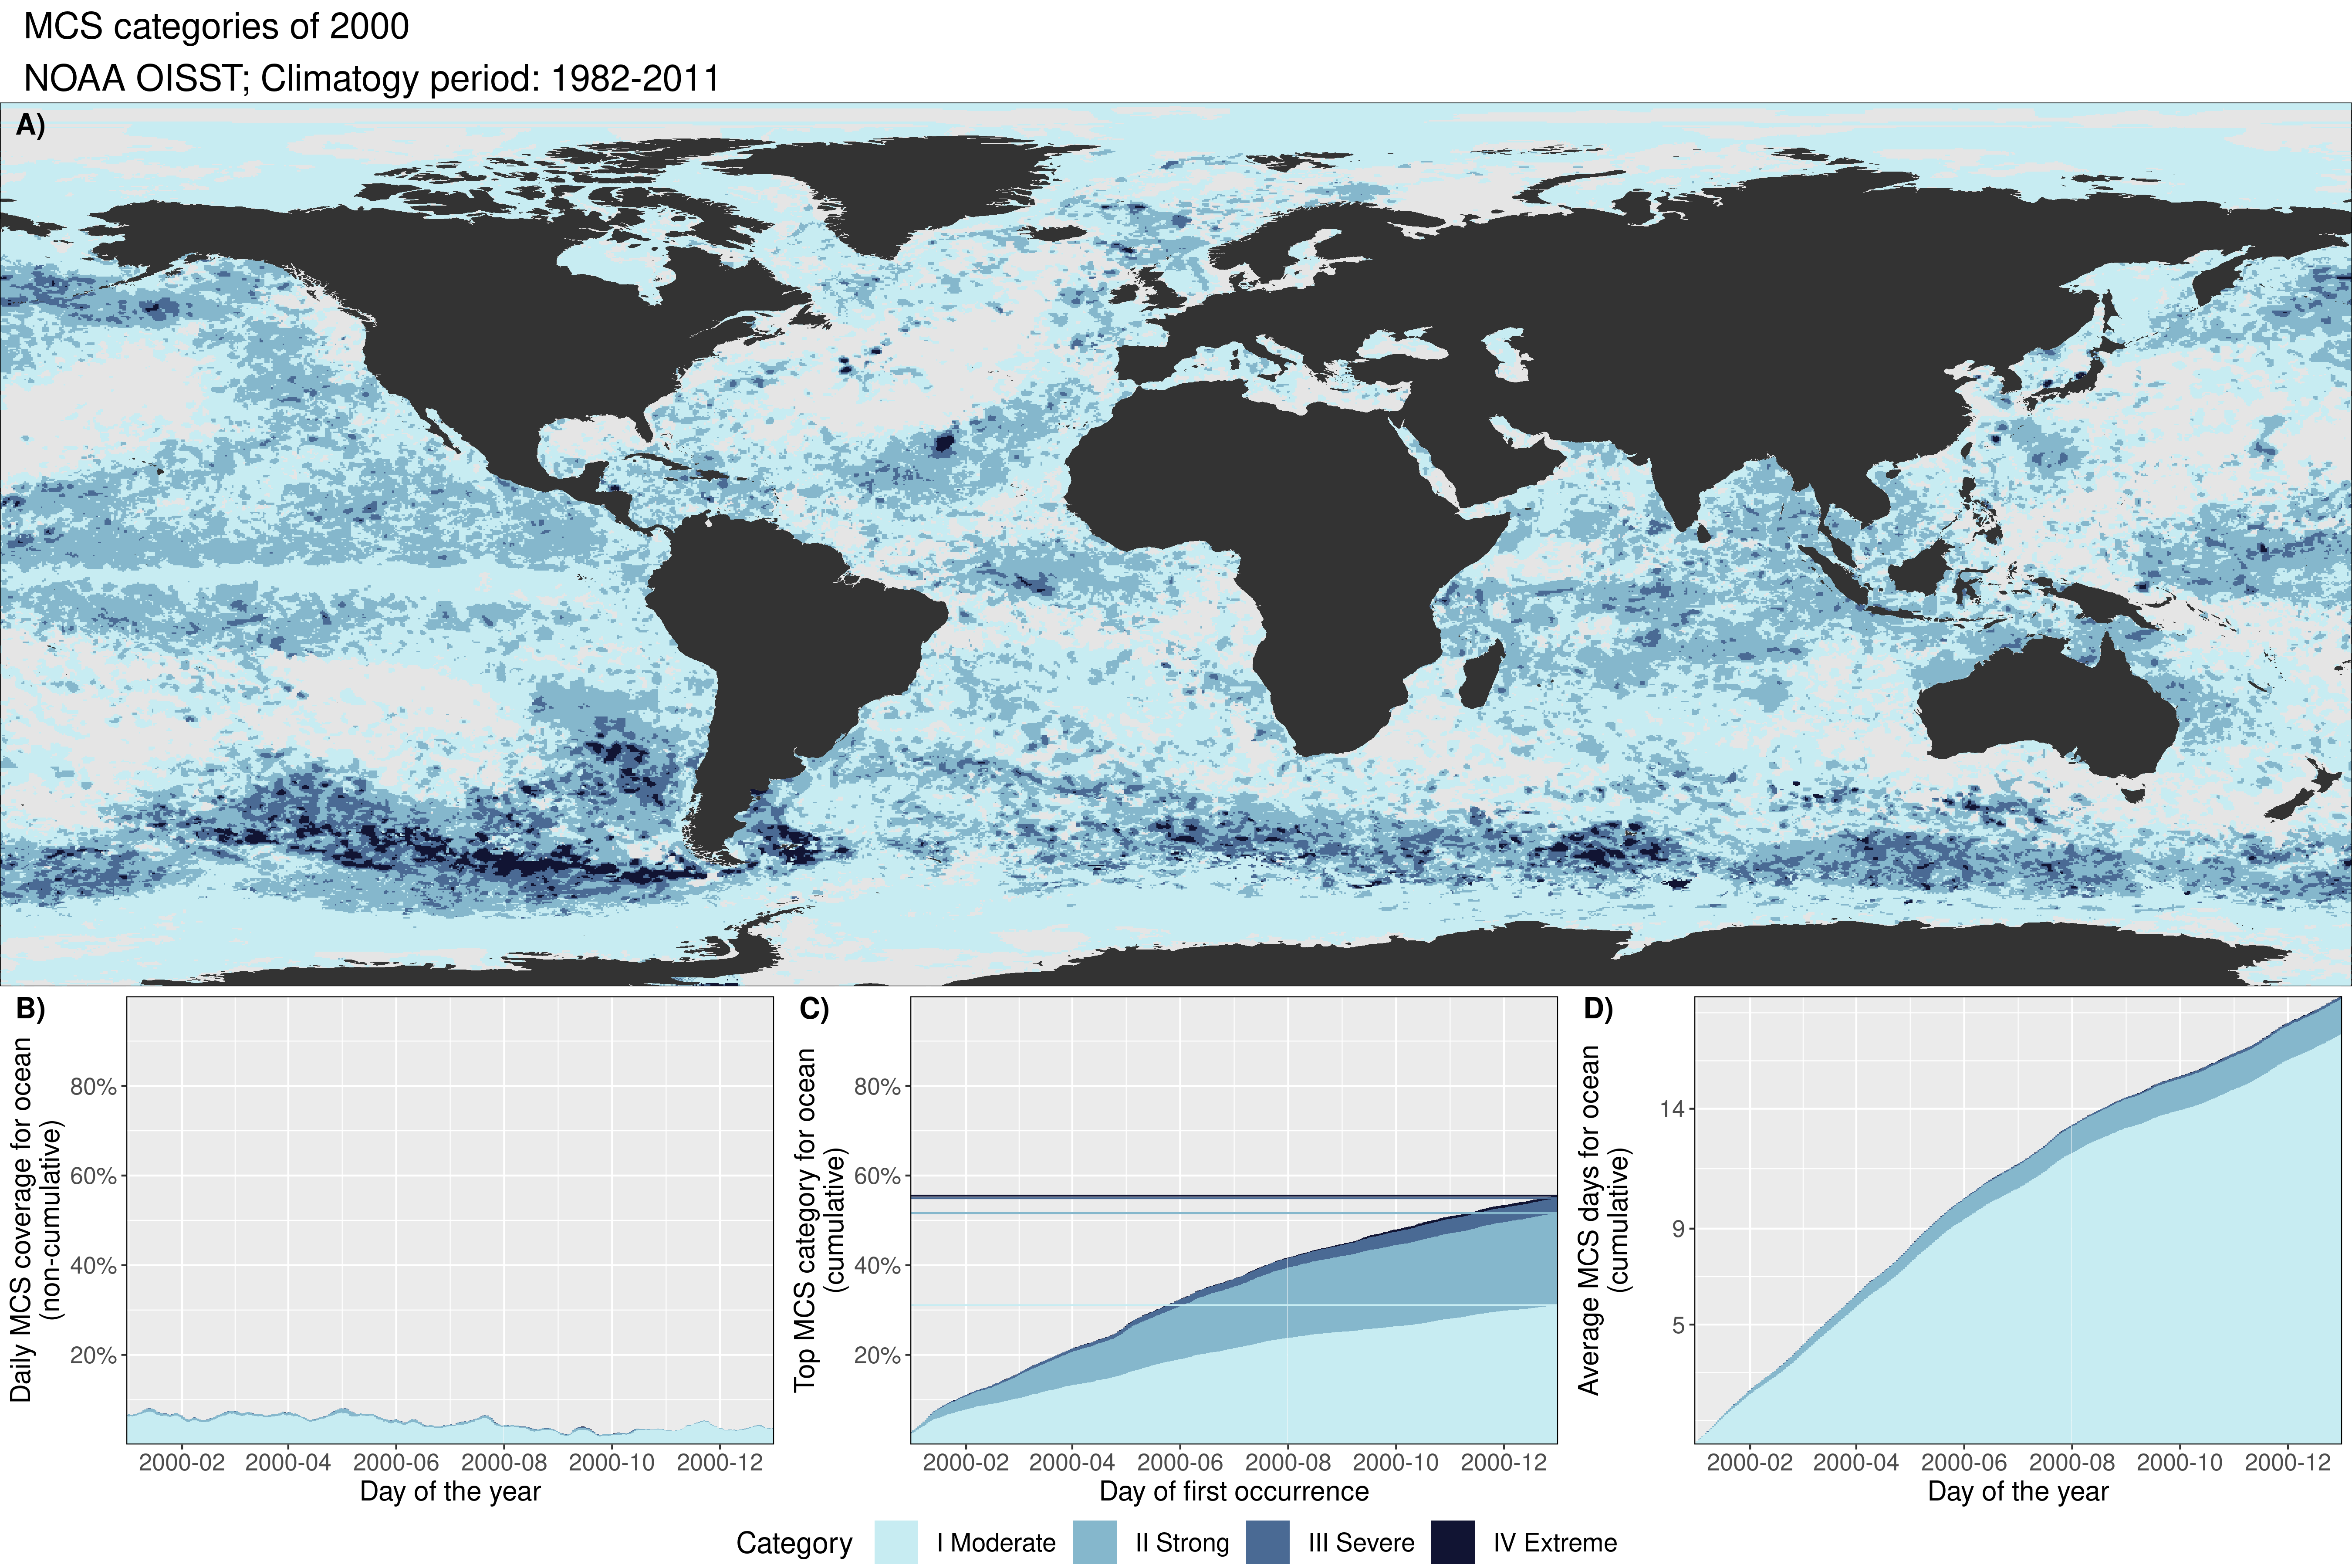 MCS categories of 2000
NOAA OISST; Climatogy period: 1982-2011
A)
B)
Daily MCS coverage for ocean
(non-cumulative)
80%
60%
40%
20%
2000-02 2000-04 2000-06 2000-08 2000-10 2000-12
Day of the year
C)
Top MCS category for ocean
(cumulative)
80%
60%
40%
20%
2000-02 2000-04 2000-06 2000-08 2000-10 2000-12
Day of first occurrence
D)
Average MCS days for ocean
(cumulative)
14
9
5
2000-02 2000-04 2000-06 2000-08 2000-10 2000-12
Day of the year
Category I Moderate II Strong III Severe IV Extreme